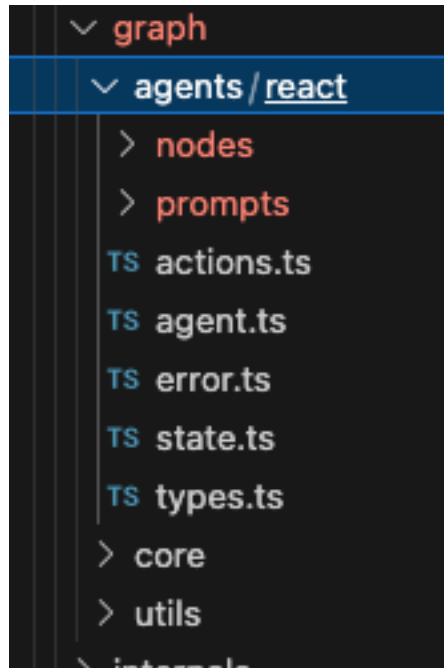 graph
agents/react
nodes
prompts
TS actions.ts
TS agent.ts
TS error.ts
TS state.ts
TS types.ts
core
utils